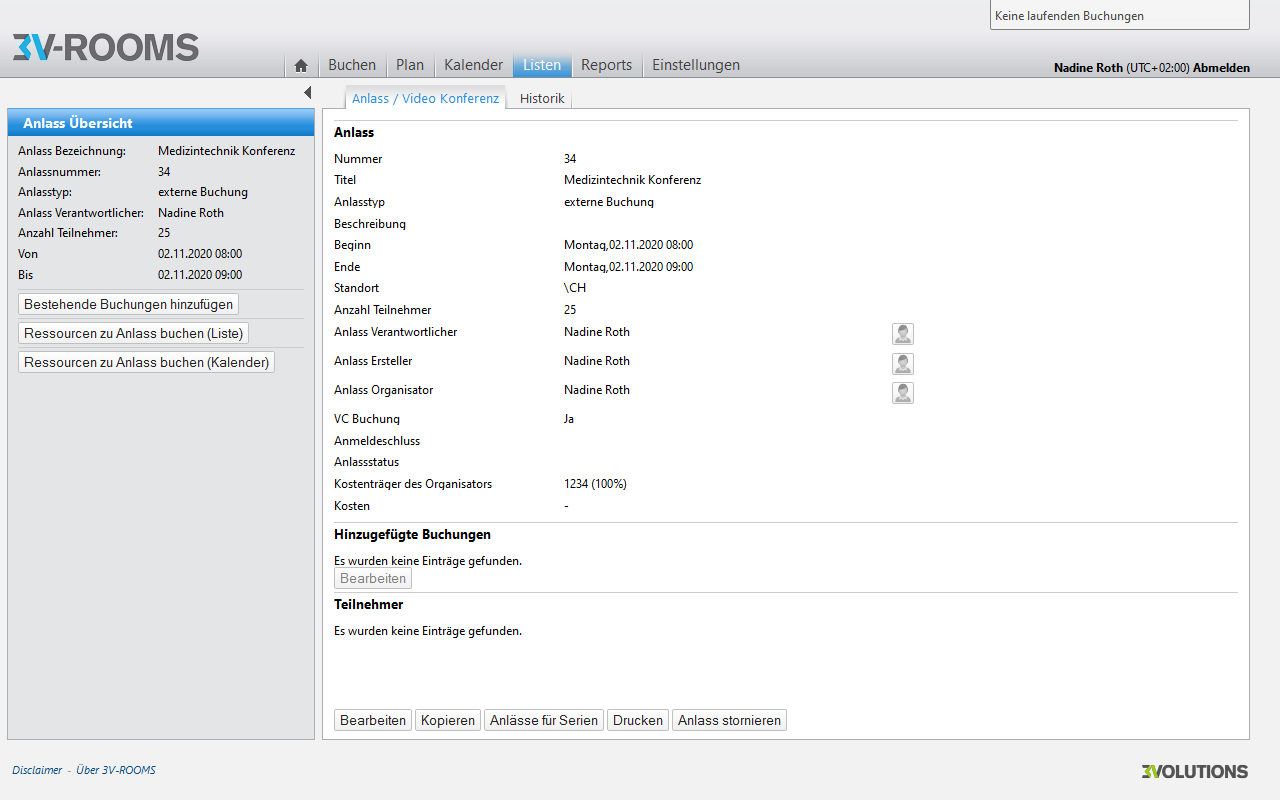 Keine laufenden Buchungen
3V-ROOMS
Buchen Plan Kalender Listen Reports Einstellungen
Nadine Roth (UTC+02:00) Abmelden
Anlass / Video Konferenz Historik
Anlass Übersicht
Anlass Bezeichnung: Medizintechnik Konferenz
Anlassnummer: 34
Anlasstyp: externe Buchung
Anlass Verantwortlicher: Nadine Roth
Anzahl Teilnehmer: 25
Von 02.11.2020 08:00
Bis 02.11.2020 09:00
Bestehende Buchungen hinzufügen
Ressourcen zu Anlass buchen (Liste)
Ressourcen zu Anlass buchen (Kalender)
Anlass
Nummer 34
Titel Medizintechnik Konferenz
Anlasstyp externe Buchung
Beschreibung
Beginn Montag,02.11.2020 08:00
Ende Montag,02.11.2020 09:00
Standort \CH
Anzahl Teilnehmer 25
Anlass Verantwortlicher Nadine Roth
Anlass Ersteller Nadine Roth
Anlass Organisator Nadine Roth
VC Buchung Ja
Anmeldeschluss
Anlassstatus
Kostenträger des Organisators 1234 (100%)
Kosten -
Hinzugefügte Buchungen
Es wurden keine Einträge gefunden.
Bearbeiten
Teilnehmer
Es wurden keine Einträge gefunden.
Bearbeiten Kopieren Anlässe für Serien Drucken Anlass stornieren
Disclaimer - Über 3V-ROOMS
3VOLUTIONS